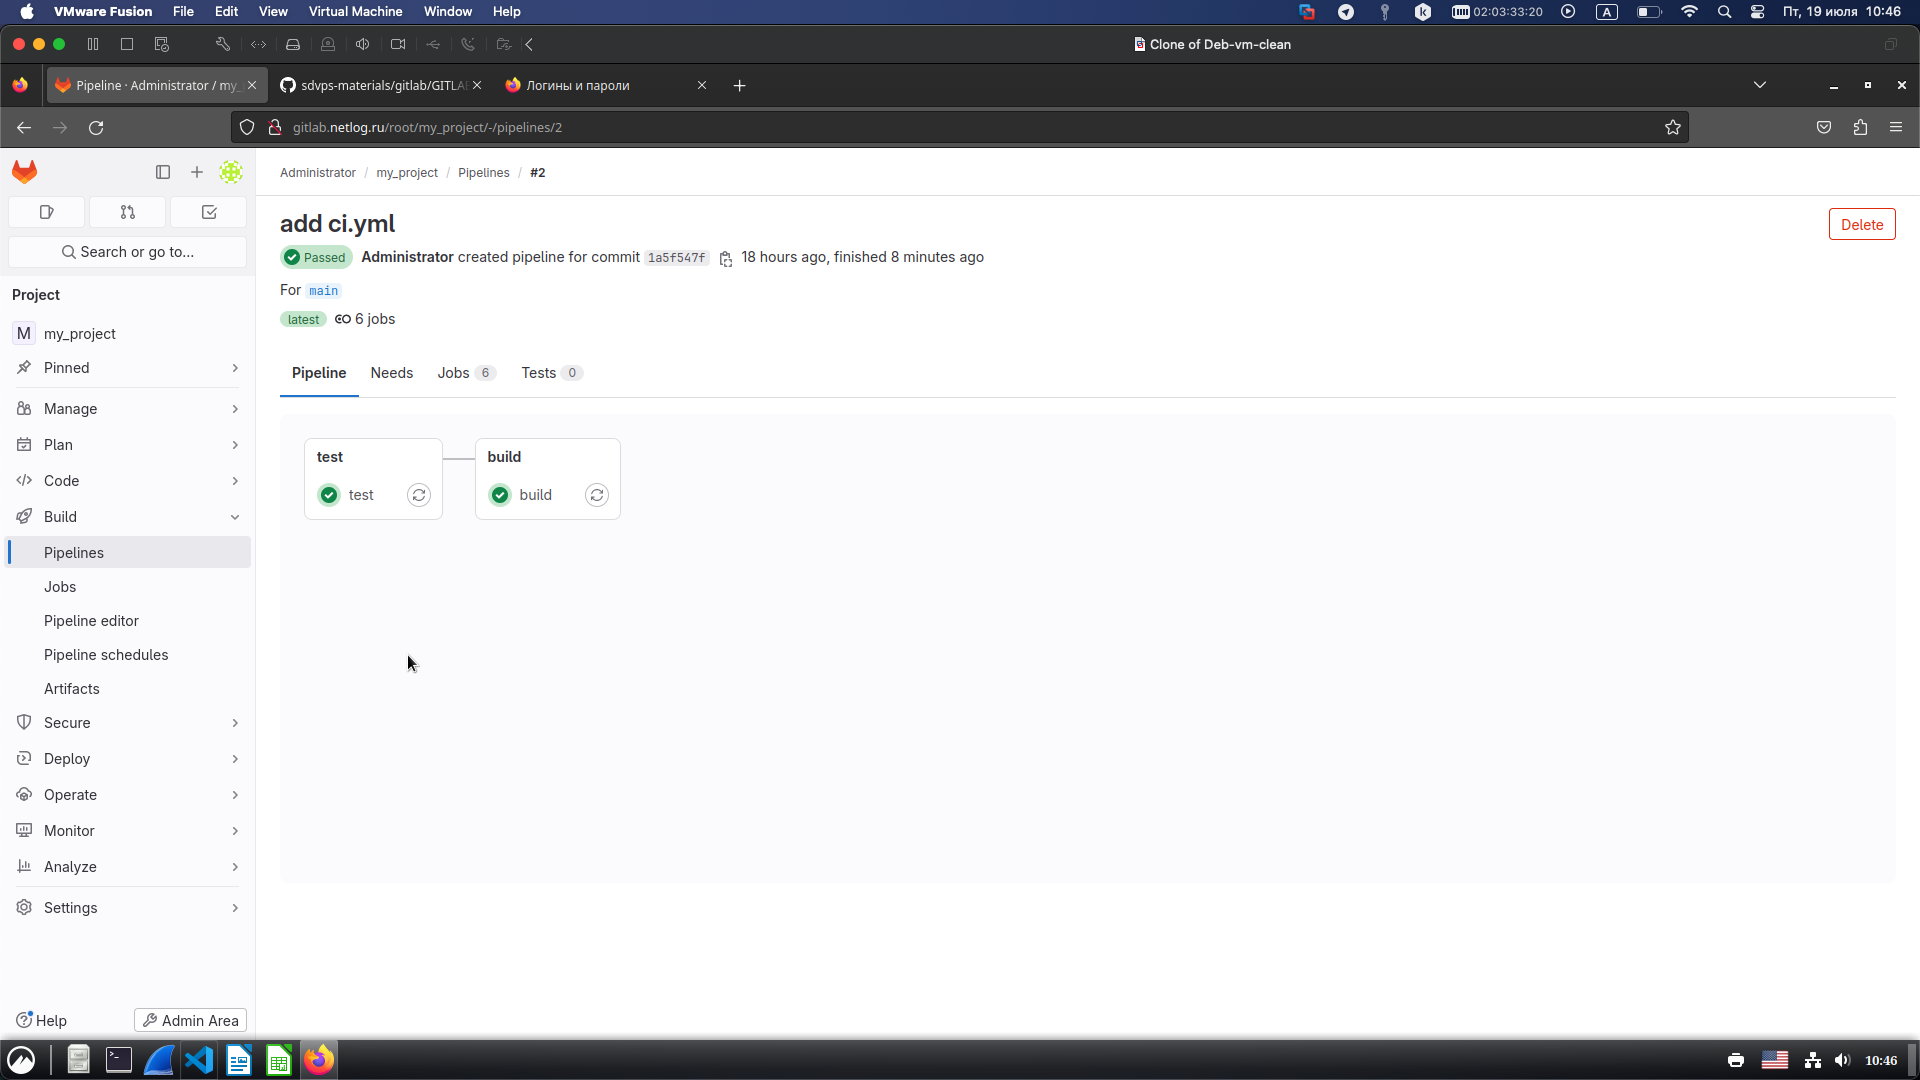 VMware Fusion File Edit View Virtual Machine Window Help
02:03:33:20 A Пт, 19 июля 10:46
Clone of Deb-vm-clean
Pipeline · Administrator / my_
sdvps-materials/gitlab/GITLA
Логины и пароли
gitlab.netlog.ru/root/my_project/-/pipelines/2
Search or go to...
Project
M my_project
Pinned
Manage
Plan
Code
Build
Pipelines
Jobs
Pipeline editor
Pipeline schedules
Artifacts
Secure
Deploy
Operate
Monitor
Analyze
Settings
Help
Admin Area
Administrator / my_project / Pipelines / #2
add ci.yml
Delete
Passed Administrator created pipeline for commit 1a5f547f 18 hours ago, finished 8 minutes ago
For main
latest 6 jobs
Pipeline Needs Jobs 6 Tests 0
test
test
build
build
10:46